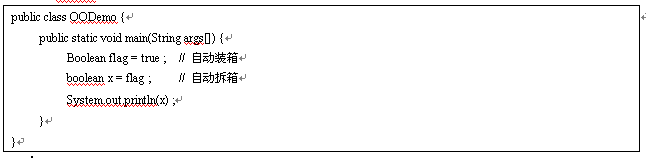 public class OODemo {
public static void main(String args[]) {
Boolean flag = true ; // 自动装箱
boolean x = flag ; // 自动拆箱
System.out.println(x) ;
}
}